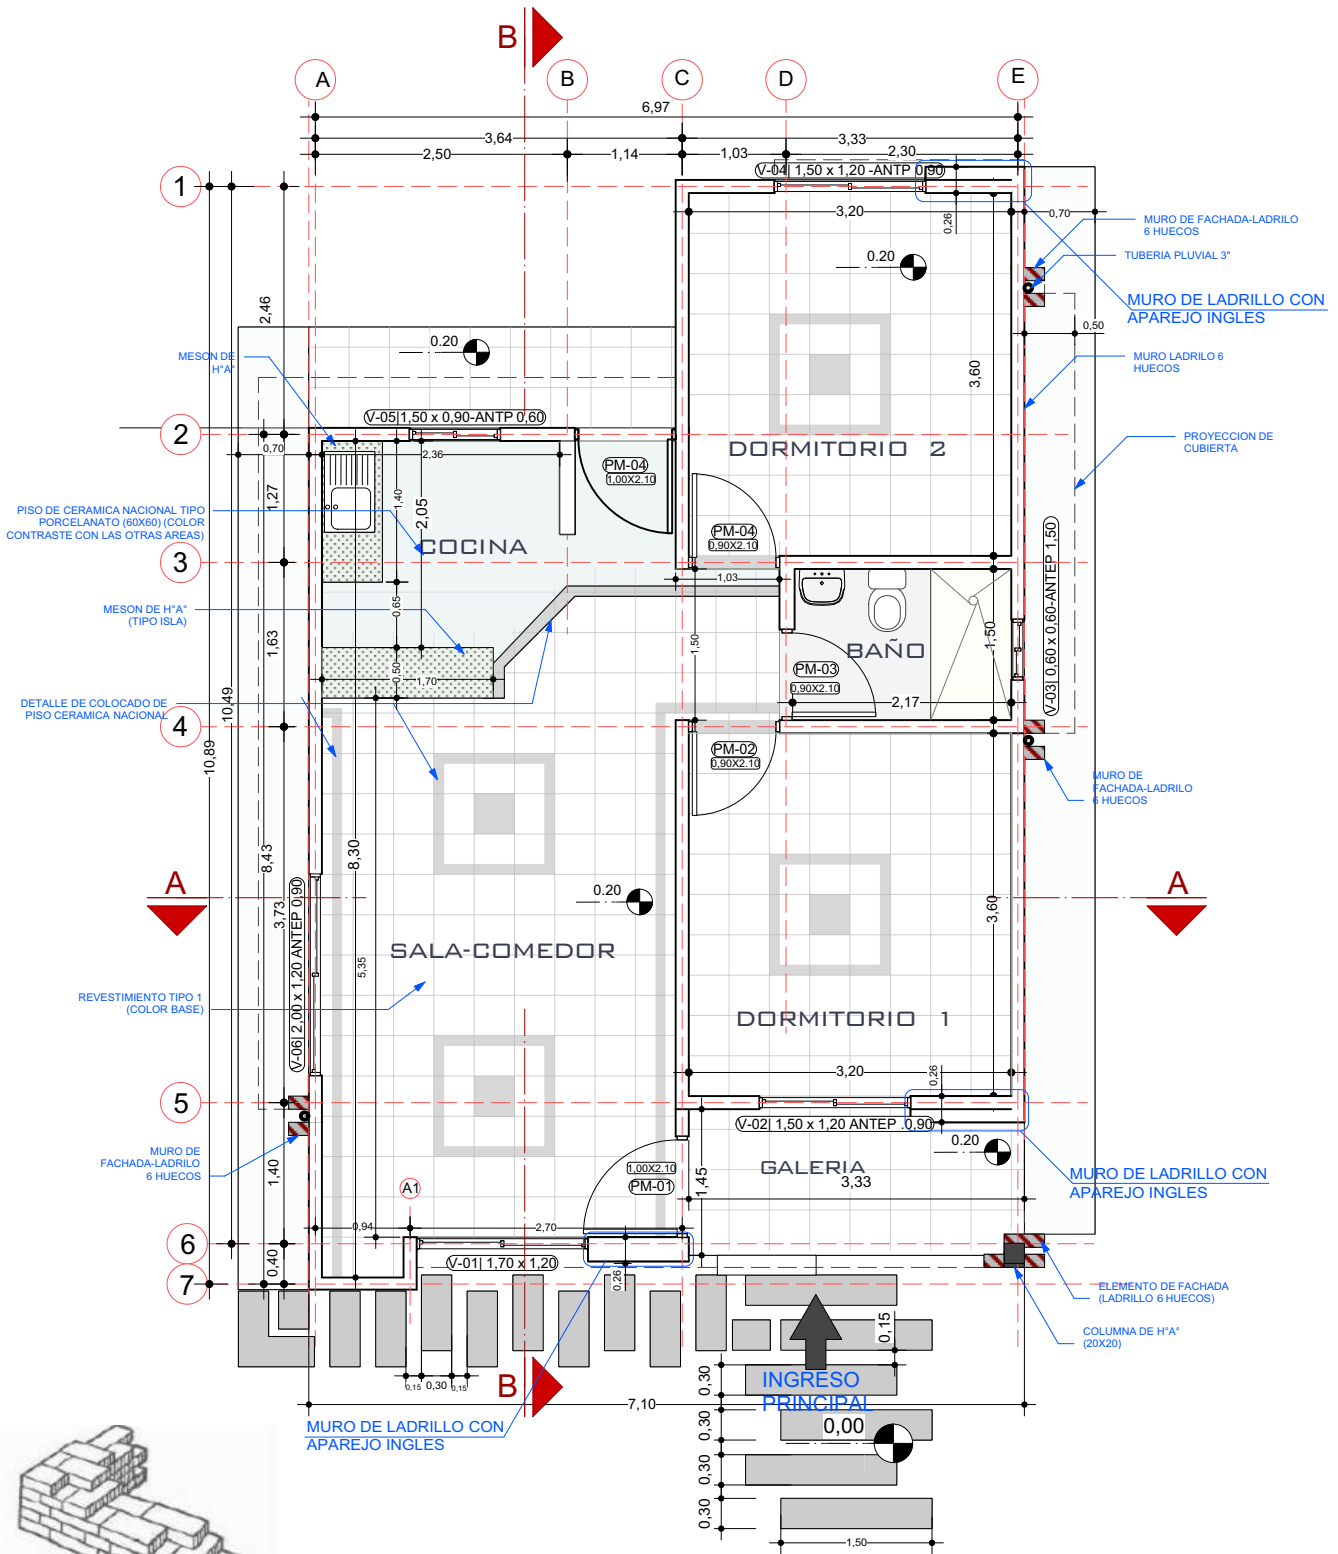 B
A
B
C
D
E
6,97
3,64
3,33
2,50
1,14
1,03
2,30
V-04| 1,50 x 1,20 -ANTP 0,90
1
3,20
0,26
0,70
MURO DE FACHADA-LADRILO
6 HUECOS
0.20
TUBERIA PLUVIAL 3"
MURO DE LADRILLO CON
APAREJO INGLES
2,46
0,50
0.20
MESON DE
H°A°
MURO LADRILO 6
HUECOS
3,60
V-05|1,50 x 0,90-ANTP 0,60
2
0,70
2,36
DORMITORIO 2
PROYECCION DE
CUBIERTA
PM-04
1,00X2.10
1,27
1,40
2,05
PISO DE CERAMICA NACIONAL TIPO
PORCELANATO (60X60) (COLOR
CONTRASTE CON LAS OTRAS AREAS)
COCINA
PM-04
0,90X2.10
V-03| 0,60 x 0,60-ANTEP 1,50
3
1,03
MESON DE H°A°
(TIPO ISLA)
0,65
1,63
1,50
BAÑO
1,50
0,50
1,70
PM-03
0,90X2.10
2,17
DETALLE DE COLOCADO DE
PISO CERAMICA NACIONAL
4
10,49
10,89
PM-02
0,90X2.10
MURO DE
FACHADA-LADRILO
6 HUECOS
8,43
8,30
A
A
3,73
0.20
3,60
V-06| 2,00 x 1,20 ANTEP 0,90
SALA-COMEDOR
5,35
REVESTIMIENTO TIPO 1
(COLOR BASE)
DORMITORIO 1
3,20
0,26
5
V-02| 1,50 x 1,20 ANTEP .0,90
MURO DE
FACHADA-LADRILO
6 HUECOS
1,40
0.20
GALERIA
3,33
1,45
1,00X2.10
PM-01
MURO DE LADRILLO CON
APAREJO INGLES
A1
0,94
2,70
6
0,40
V-01| 1,70 x 1,20
0,26
7
ELEMENTO DE FACHADA
(LADRILLO 6 HUECOS)
COLUMNA DE H°A°
(20X20)
0,15
0,15
0,30
0,15
B
INGRESO
PRINCIPAL
0,30
7,10
MURO DE LADRILLO CON
APAREJO INGLES
0,30
0,00
0,30
0,30
1,50